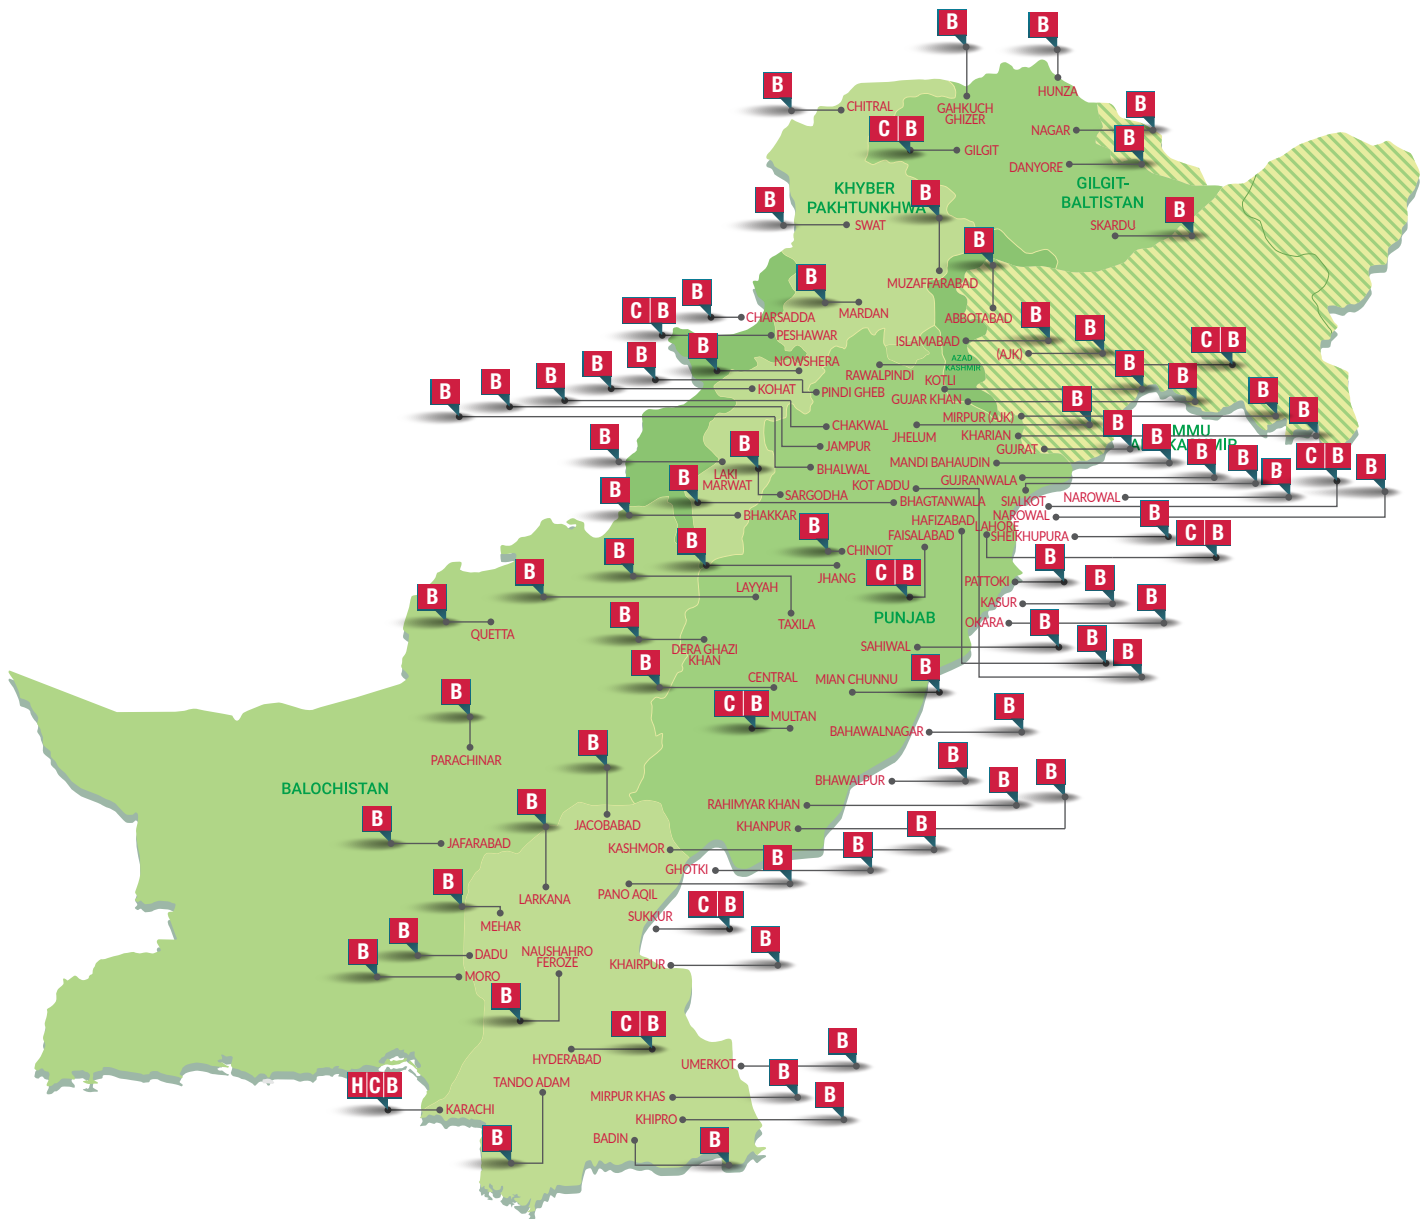 B
B
B
HUNZA
CHITRAL
GAHKUCH
GHIZER
B
C B
NAGAR
B
GILGIT
DANYORE
KHYBER
PAKHTUNKHWA
GILGIT-
BALTISTAN
B
B
B
SWAT
SKARDU
B
MUZAFFARABAD
B
MARDAN
B
CHARSADDA
C B
PESHAWAR
ABBOTABAD
B
ISLAMABAD
B
(AJK)
C B
AZAD
KASHMIR
B
NOWSHERA
RAWALPINDI
B
B
KOHAT
PINDI GHEB
KOTLI
B
B
GUJAR KHAN
B
B
B
B
MIRPUR (AJK)
B
B
CHAKWAL
JHELUM
KHARIAN
B
JAMPUR
GUJRAT
B
B
MANDI BAHAUDIN
B
BHALWAL
B
LAKI
MARWAT
B
KOT ADDU
GUJRANWALA
B
B
C B
B
SARGODHA
BHAGTANWALA
B
SIALKOT
NAROWAL
B
BHAKKAR
NAROWAL
HAFIZABAD
LAHORE
B
B
CHINIOT
FAISALABAD
SHEIKHUPURA
C B
B
JHANG
B
C B
PATTOKI
B
B
LAYYAH
KASUR
B
B
TAXILA
PUNJAB
OKARA
B
B
QUETTA
B
DERA GHAZI
KHAN
SAHIWAL
B
B
B
B
CENTRAL
MIAN CHUNNU
B
B
C B
MULTAN
B
BAHAWALNAGAR
PARACHINAR
B
B
BALOCHISTAN
BHAWALPUR
B
B
B
RAHIMYAR KHAN
B
JACOBABAD
KHANPUR
B
JAFARABAD
KASHMOR
B
B
GHOTKI
B
B
LARKANA
PANO AQIL
MEHAR
SUKKUR
C B
B
DADU
NAUSHAHRO
FEROZE
B
B
MORO
KHAIRPUR
B
C B
HYDERABAD
B
UMERKOT
TANDO ADAM
B
H C B
KARACHI
MIRPUR KHAS
B
KHIPRO
B
BADIN
B